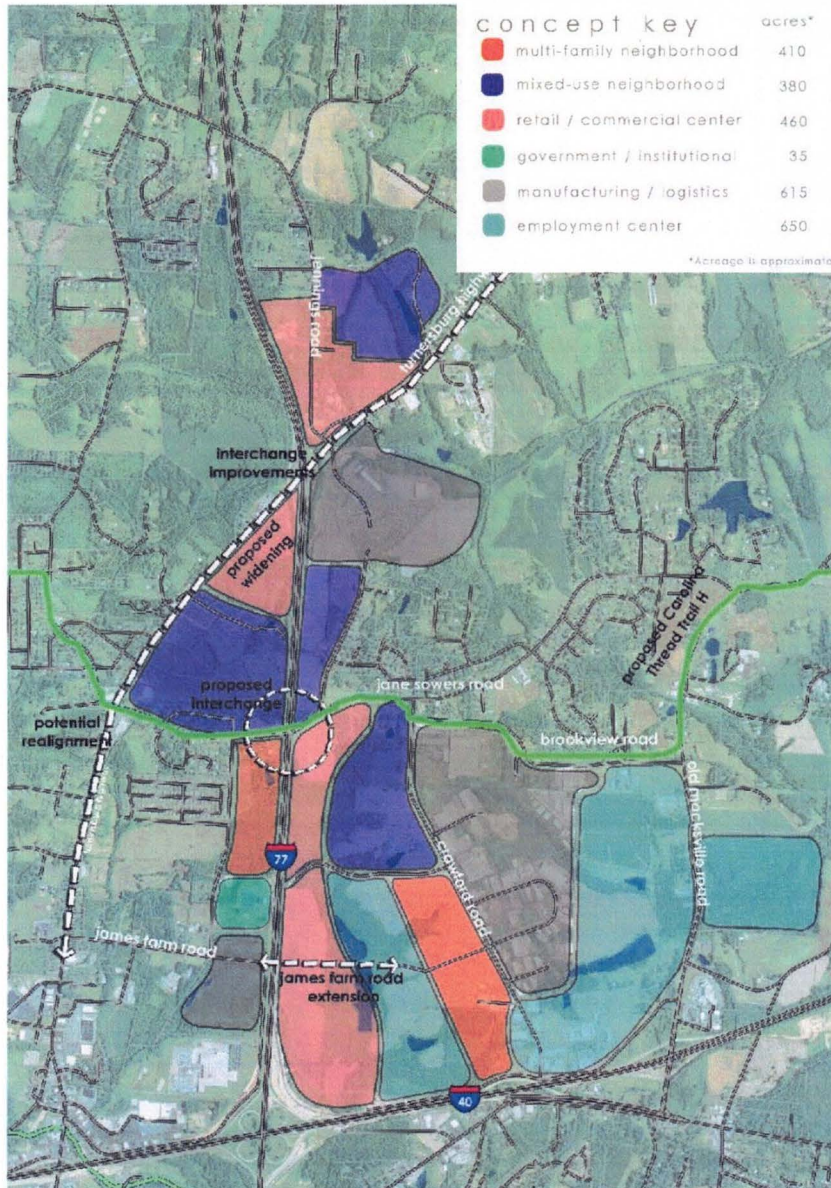 concept key acres*
multi-family neighborhood 410
mixed-use neighborhood 380
retail / commercial center 460
government / institutional 35
manufacturing / logistics 615
employment center 650
*Acreage is approximate
jennings road
turnersburg highway
interchange
improvements
proposed
widening
proposed Carolina
Thread Trail H
proposed
interchange
jane sowers road
potential
realignment
brookview road
old mocksville road
77
crawford road
james farm road
james farm road
extension
40